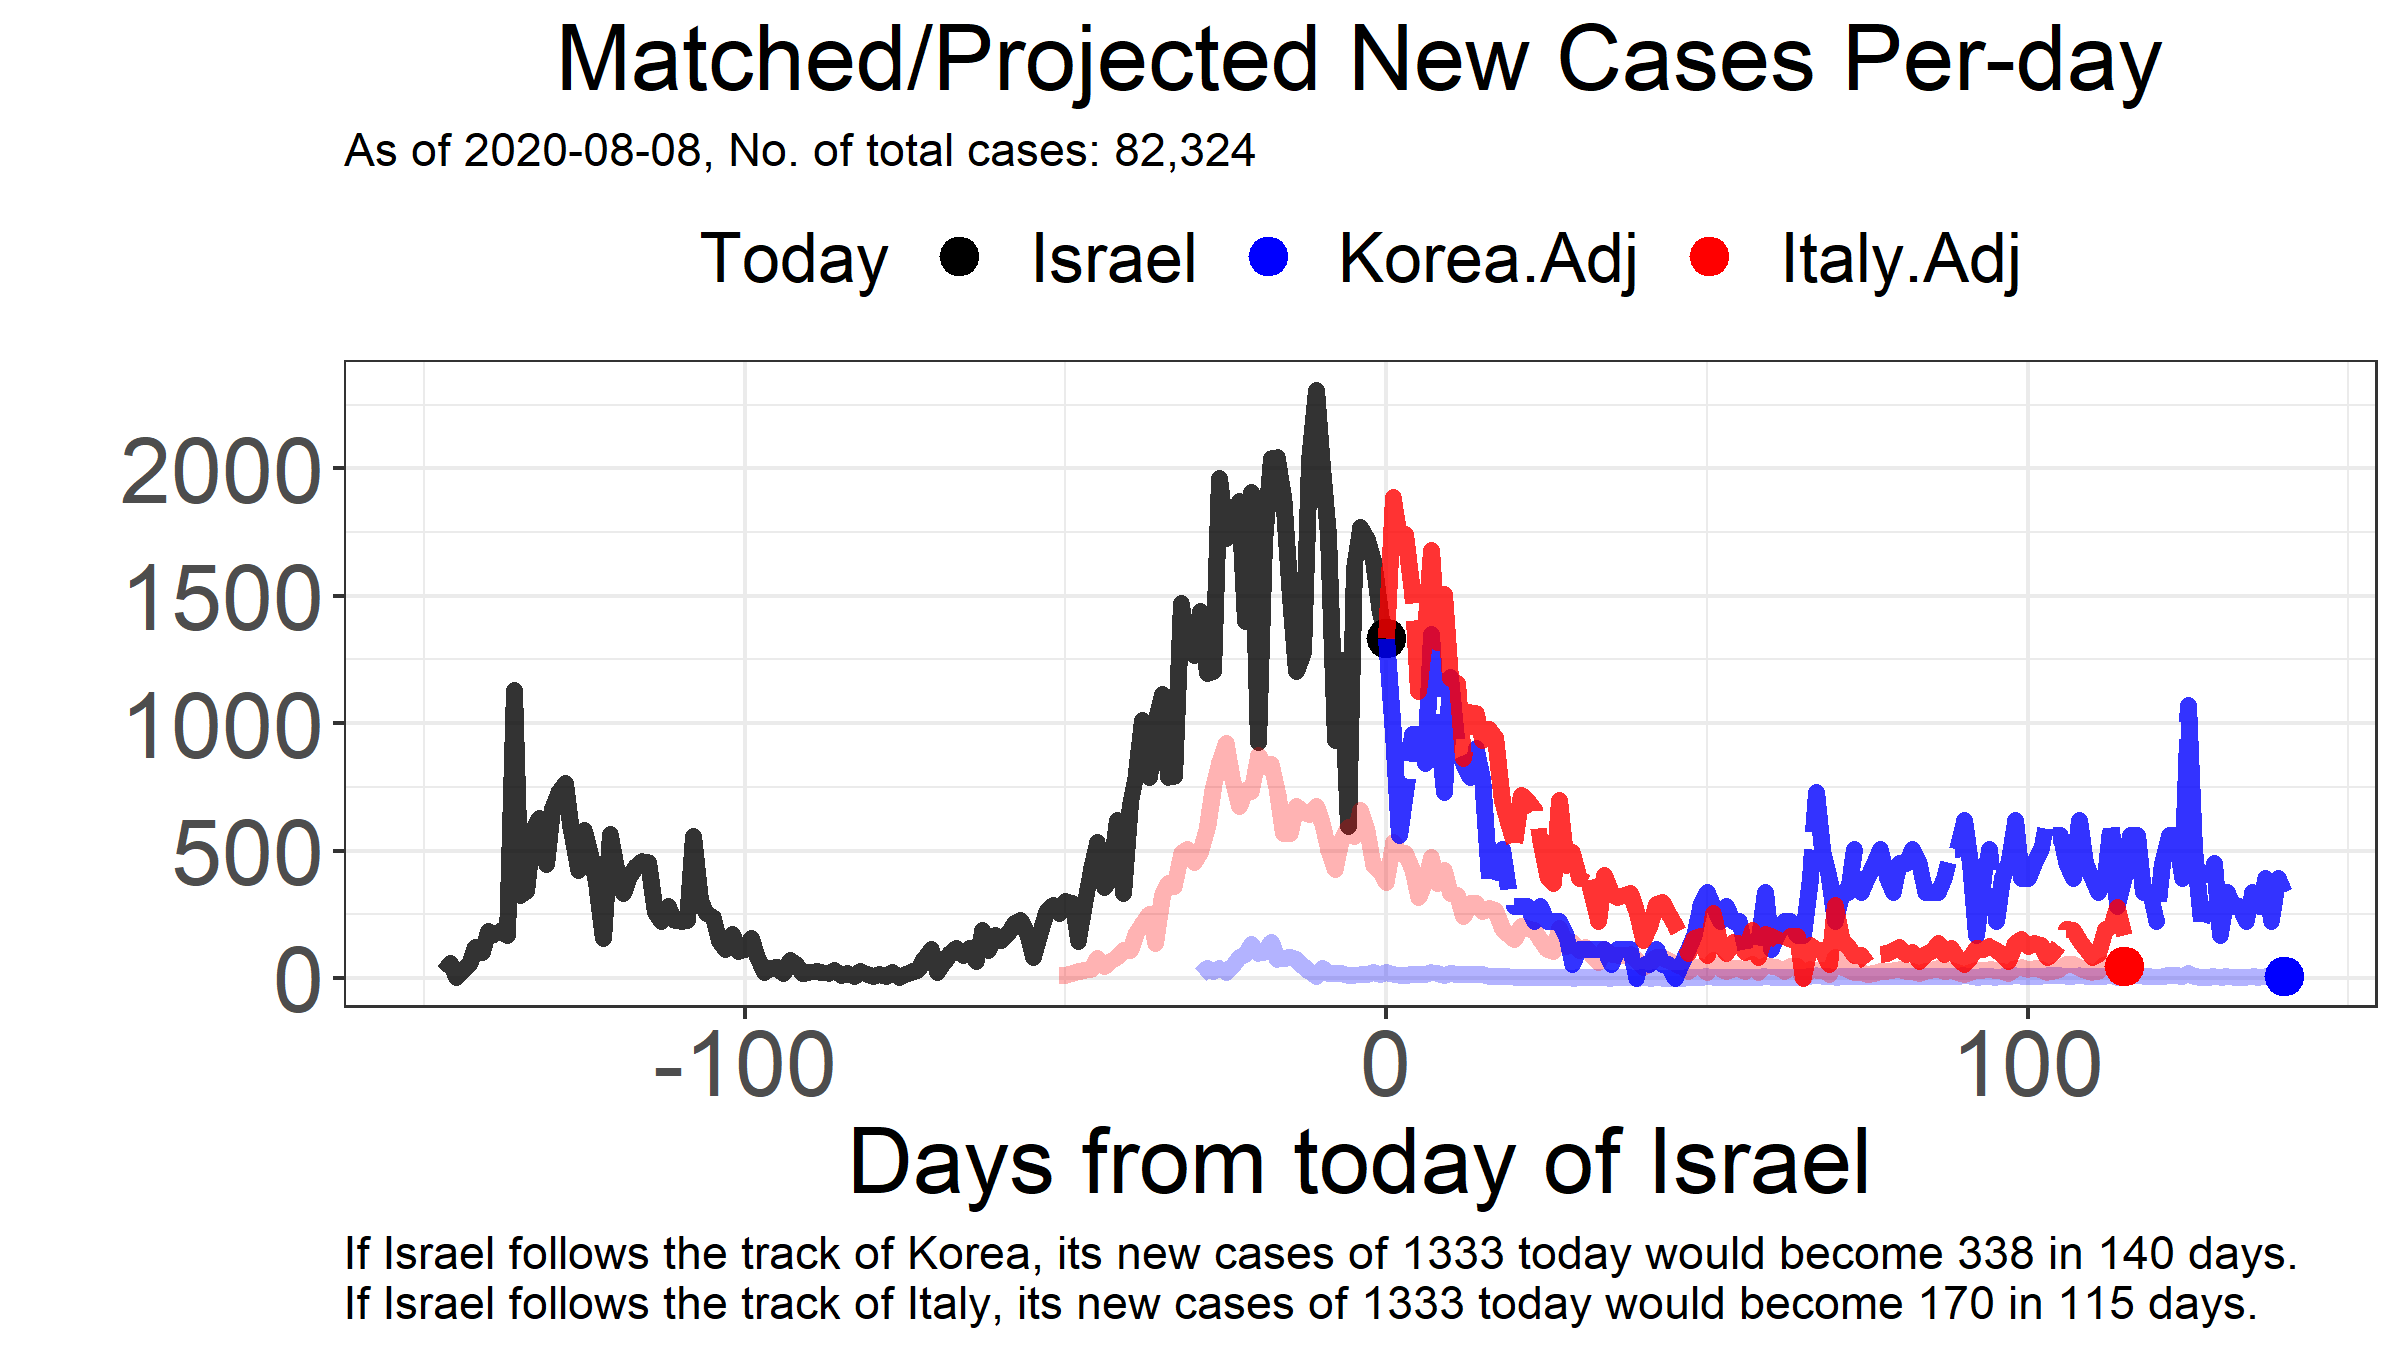 Matched/Projected New Cases Per-day
As of 2020-08-08, No. of total cases: 82,324
Today Israel Korea.Adj Italy.Adj
2000
1500
1000
500
0
-100 0 100
Days from today of Israel
If Israel follows the track of Korea, its new cases of 1333 today would become 338 in 140 days.
If Israel follows the track of Italy, its new cases of 1333 today would become 170 in 115 days.